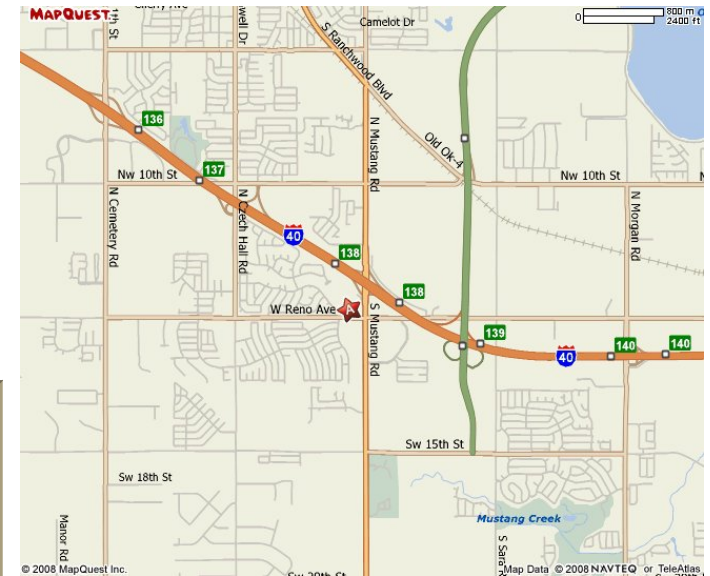 MAPQUEST
Camelot Dr
0 800 m
2400 ft
S Ranchwood Blvd
Old Ok-4
N Mustang Rd
136
137
Nw 10th St
Nw 10th St
N Cemetery Rd
N Czech Hall Rd
N Morgan Rd
40
138
138
W Reno Ave
A
S Mustang Rd
139
40
140
140
Sw 15th St
Sw 18th St
Manor Rd
Mustang Creek
© 2008 MapQuest Inc.
Map Data © 2008 NAVTEQ or TeleAtlas